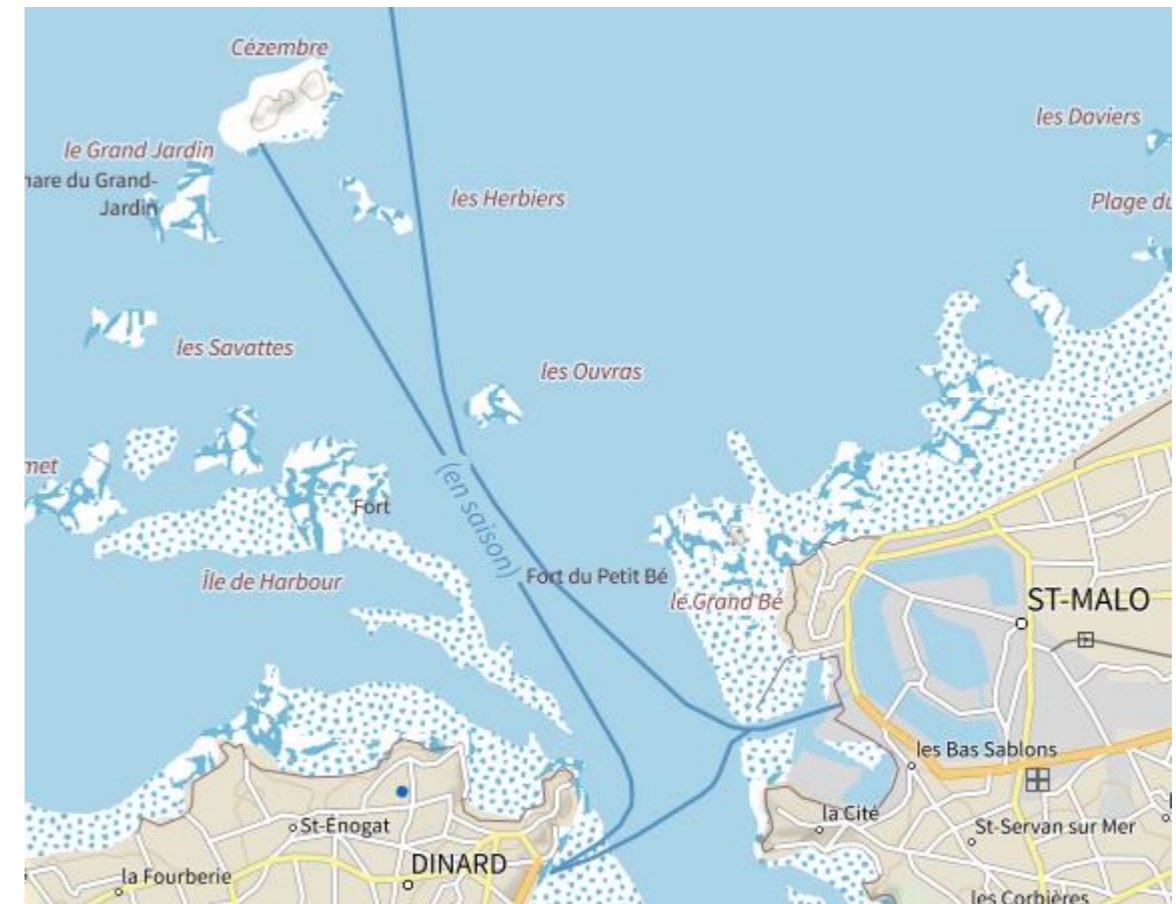 Cézembre
les Daviers
le Grand Jardin
hare du Grand-
Jardin
les Herbiers
Plage du
les Savattes
les Ouvras
met
(en saison)
Fort
Île de Harbour
Fort du Petit Bé
le Grand Bé
ST-MALO
les Bas Sablons
la Cité
St-Énogat
St-Servan sur Mer
DINARD
la Fourberie
les Corbières